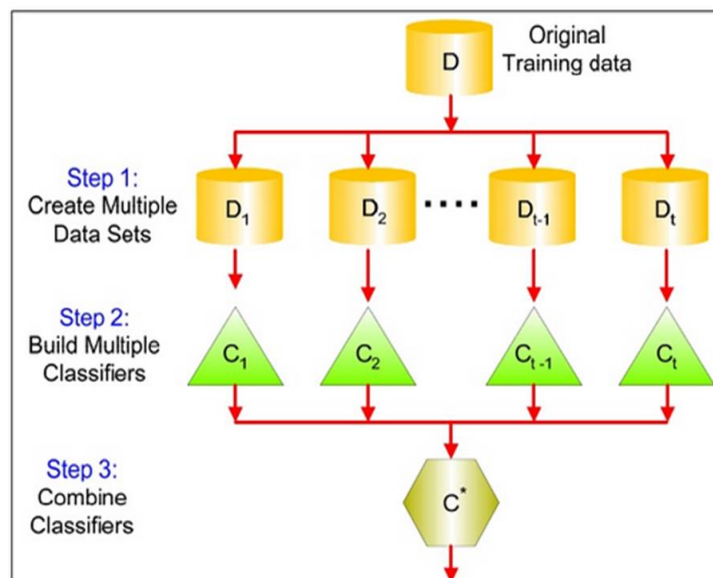 D
Original
Training data
Step 1:
Create Multiple
Data Sets
D₁
D₂
....
Dₜ₋₁
Dₜ
Step 2:
Build Multiple
Classifiers
C₁
C₂
Cₜ₋₁
Cₜ
Step 3:
Combine
Classifiers
C*